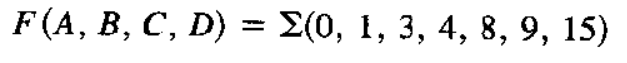 F(A, B, C, D) = Σ(0, 1, 3, 4, 8, 9, 15)